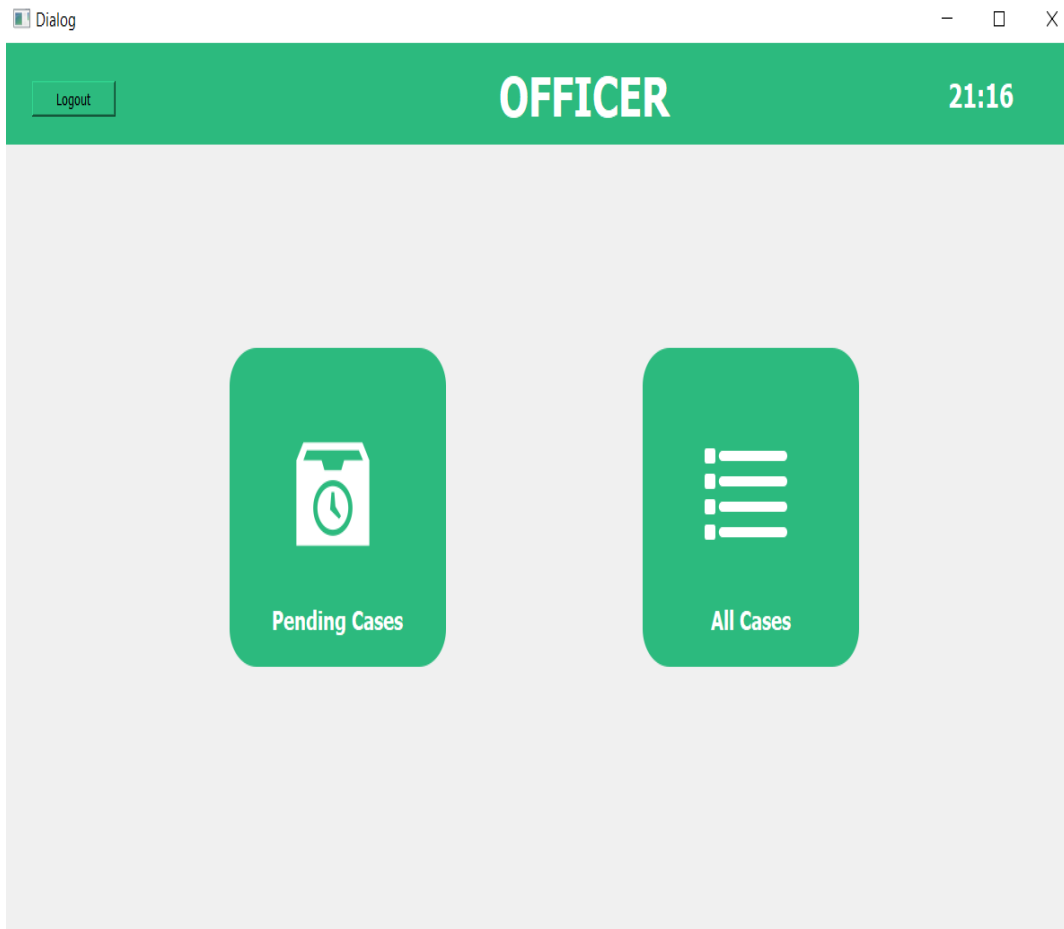 Dialog
Logout
OFFICER
21:16
Pending Cases
All Cases